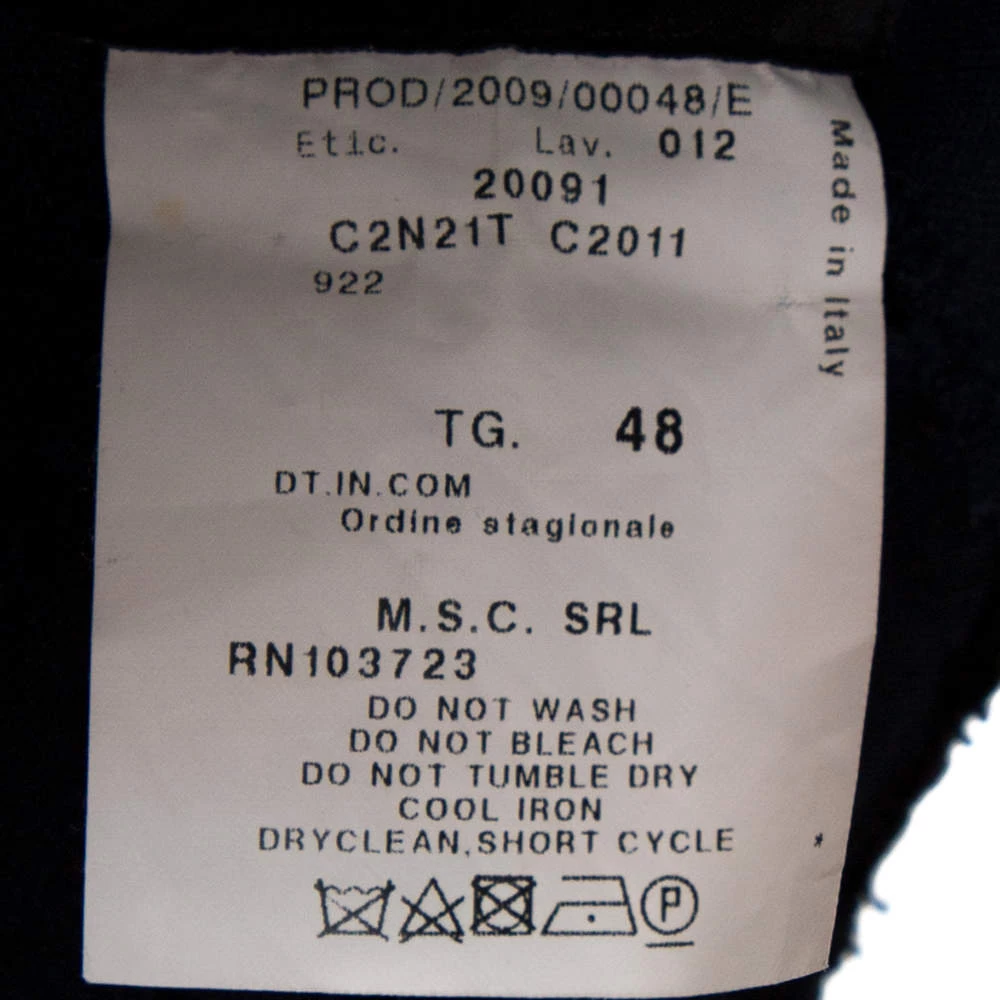 PROD/2009/00048/E
Etic. Lav. 012
20091
C2N21T C2011
922
Made in Italy
TG. 48
DT.IN.COM
Ordine stagionale
M.S.C. SRL
RN103723
DO NOT WASH
DO NOT BLEACH
DO NOT TUMBLE DRY
COOL IRON
DRYCLEAN,SHORT CYCLE *
P